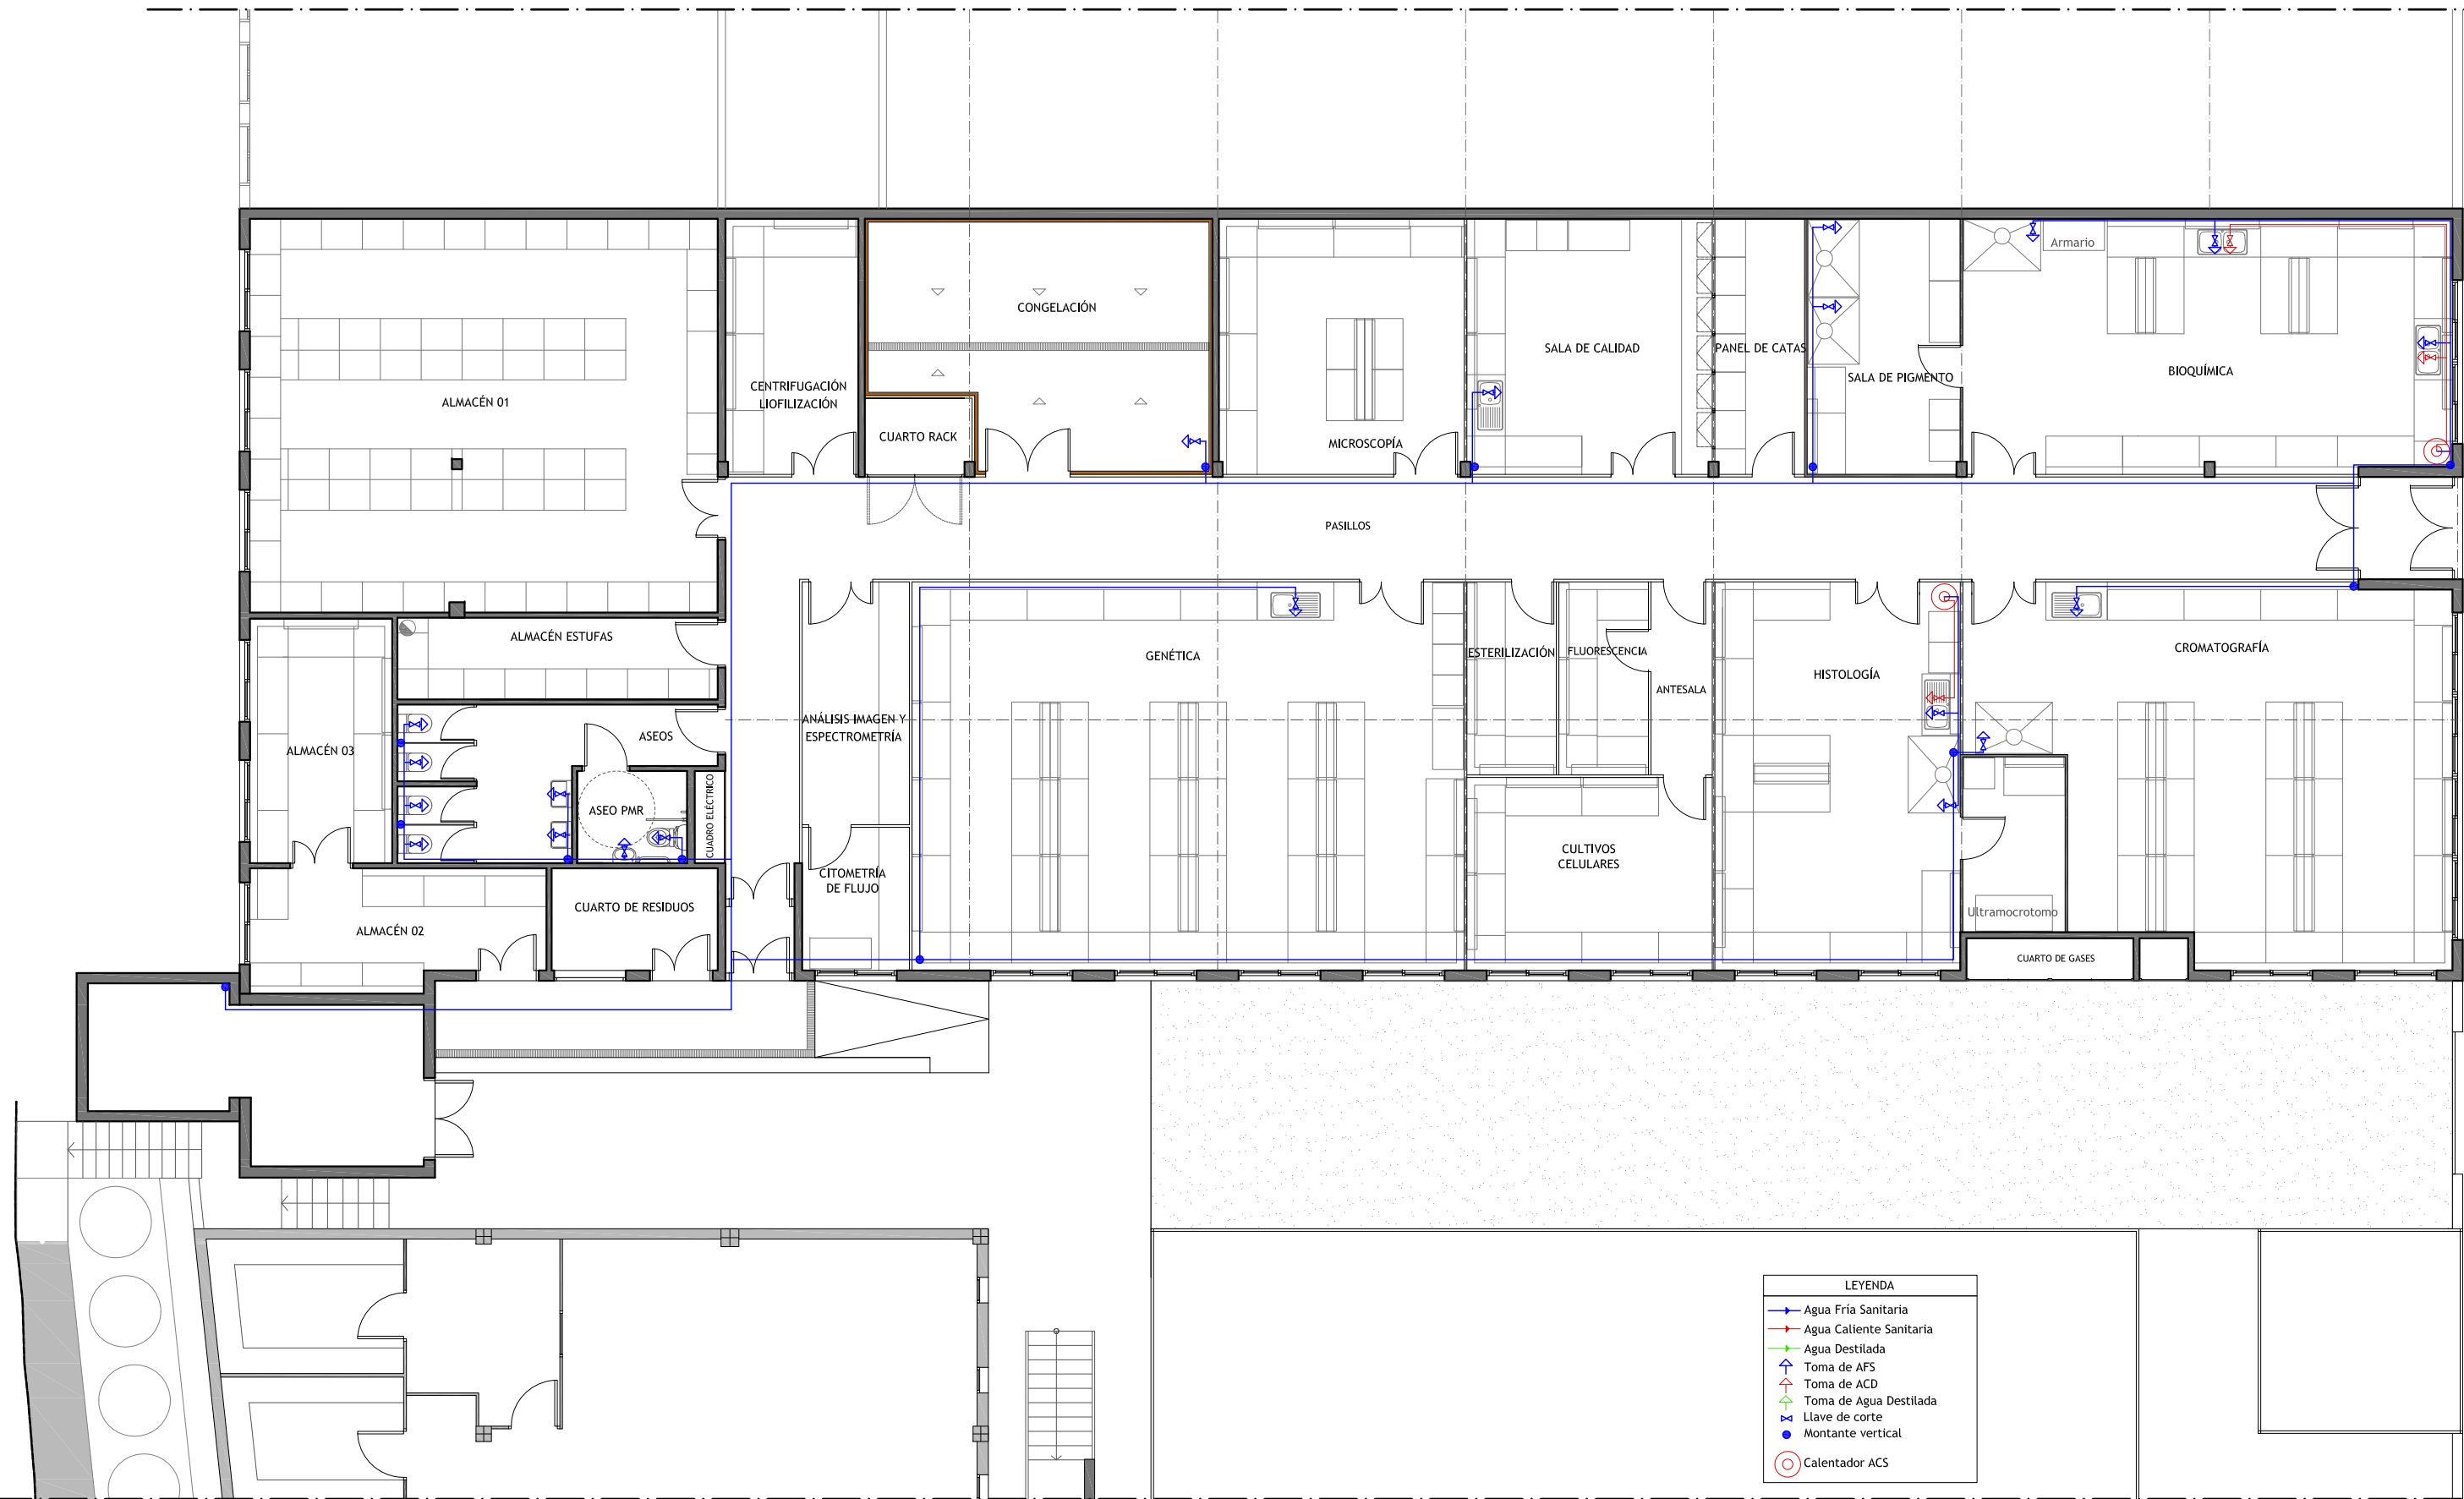 Armario
CONGELACIÓN
SALA DE CALIDAD
PANEL DE CATAS
SALA DE PIGMENTO
BIOQUÍMICA
CENTRIFUGACIÓN
LIOFILIZACIÓN
ALMACÉN 01
CUARTO RACK
MICROSCOPÍA
PASILLOS
ALMACÉN ESTUFAS
GENÉTICA
ESTERILIZACIÓN
FLUORESCENCIA
ANTESALA
HISTOLOGÍA
CROMATOGRAFÍA
ALMACÉN 03
ASEOS
ANÁLISIS IMAGEN Y
ESPECTROMETRÍA
ASEO PMR
CUADRO ELÉCTRICO
CITOMETRÍA
DE FLUJO
CULTIVOS
CELULARES
CUARTO DE RESIDUOS
ALMACÉN 02
Ultramocrotomo
CUARTO DE GASES
LEYENDA
Agua Fría Sanitaria
Agua Caliente Sanitaria
Agua Destilada
Toma de AFS
Toma de ACD
Toma de Agua Destilada
Llave de corte
Montante vertical
Calentador ACS